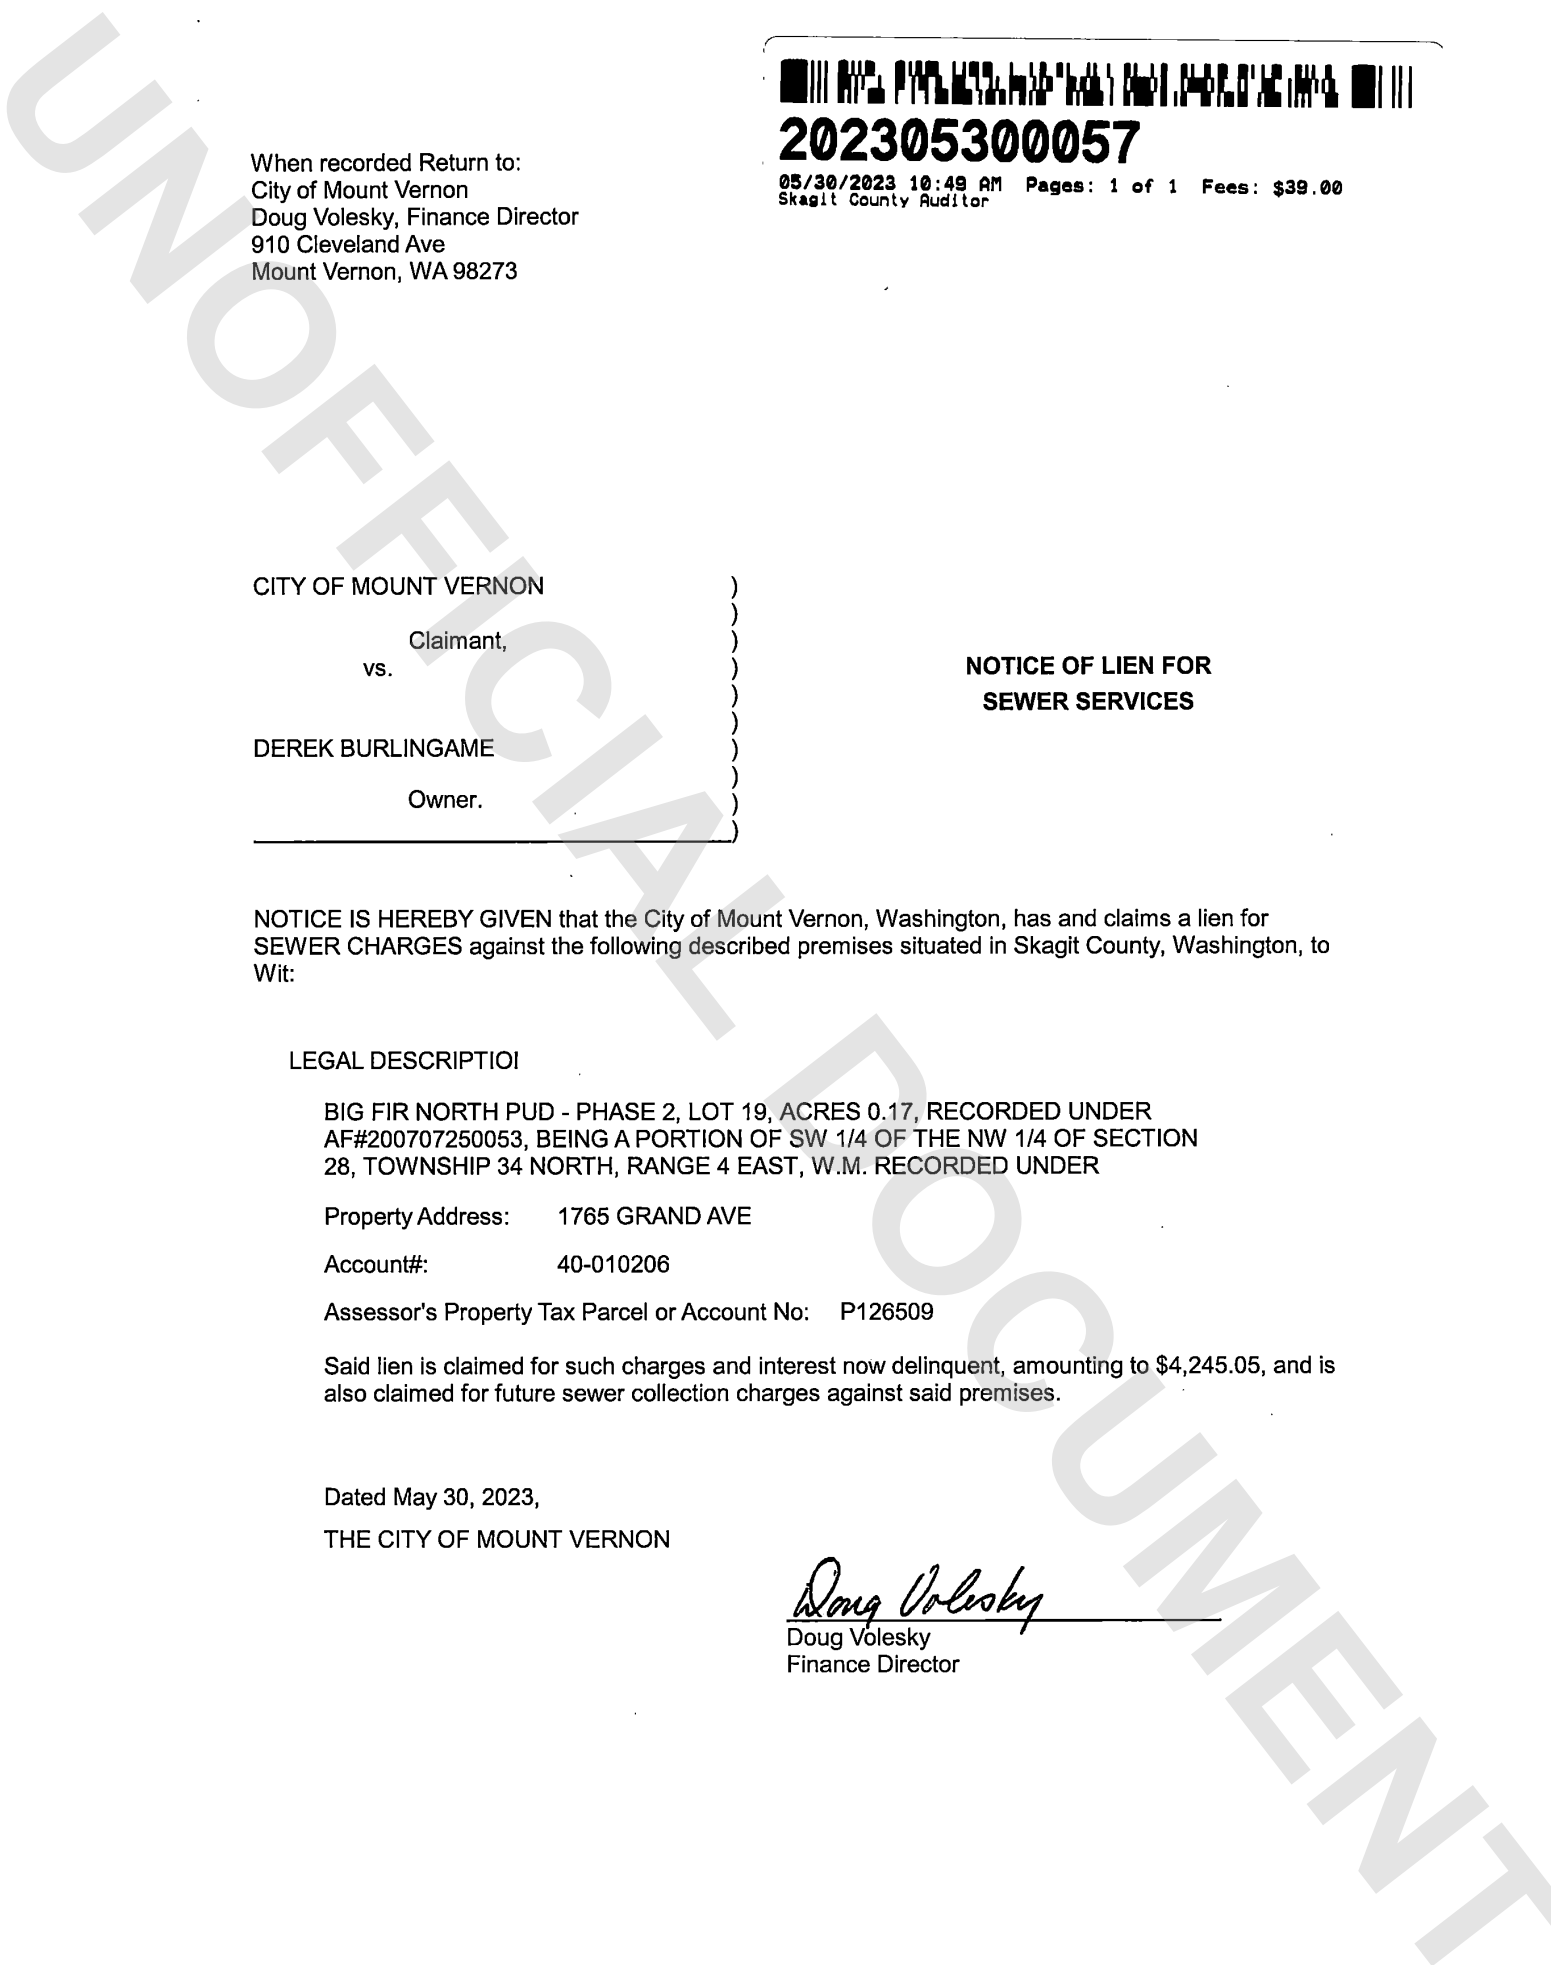 202305300057
05/30/2023 10:49 AM Pages: 1 of 1 Fees: $39.00
Skagit County Auditor
When recorded Return to:
City of Mount Vernon
Doug Volesky, Finance Director
910 Cleveland Ave
Mount Vernon, WA 98273
CITY OF MOUNT VERNON )
)
Claimant, )
vs. )
)
)
DEREK BURLINGAME )
)
Owner. )
)
NOTICE OF LIEN FOR
SEWER SERVICES
NOTICE IS HEREBY GIVEN that the City of Mount Vernon, Washington, has and claims a lien for
SEWER CHARGES against the following described premises situated in Skagit County, Washington, to
Wit:
LEGAL DESCRIPTIOI
BIG FIR NORTH PUD - PHASE 2, LOT 19, ACRES 0.17, RECORDED UNDER
AF#200707250053, BEING A PORTION OF SW 1/4 OF THE NW 1/4 OF SECTION
28, TOWNSHIP 34 NORTH, RANGE 4 EAST, W.M. RECORDED UNDER
Property Address: 1765 GRAND AVE
Account#: 40-010206
Assessor's Property Tax Parcel or Account No: P126509
Said lien is claimed for such charges and interest now delinquent, amounting to $4,245.05, and is
also claimed for future sewer collection charges against said premises.
Dated May 30, 2023,
THE CITY OF MOUNT VERNON
Doug Volesky
Doug Volesky
Finance Director
UNOFFICIAL DOCUMENT